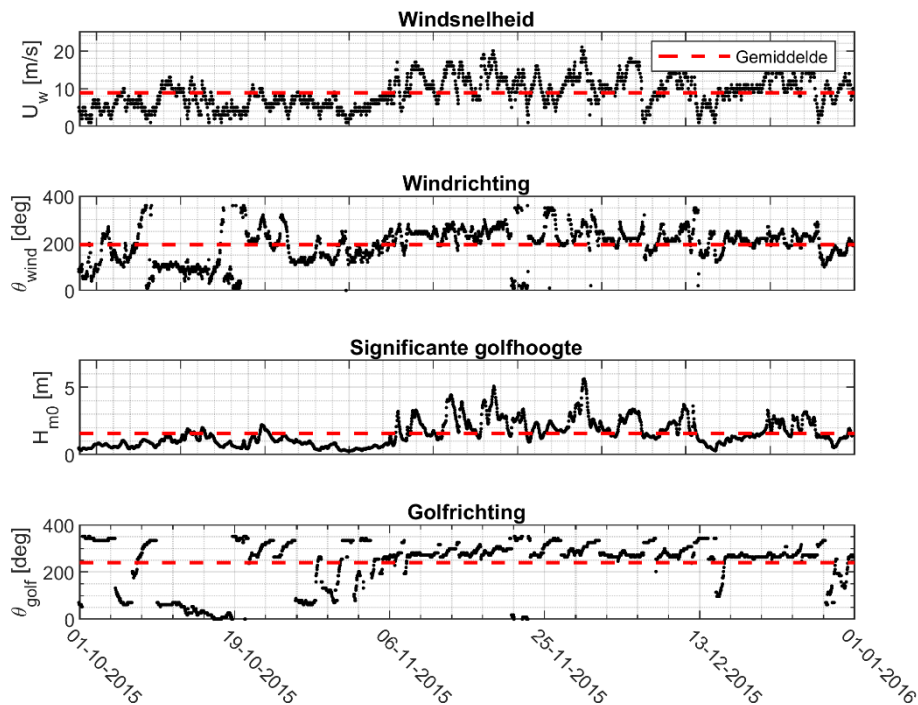 Windsnelheid
U_w [m/s]
20
10
0
Gemiddelde
Windrichting
θ_wind [deg]
400
200
0
Significante golfhoogte
H_m0 [m]
5
0
Golfrichting
θ_golf [deg]
400
200
0
01-10-2015
19-10-2015
06-11-2015
25-11-2015
13-12-2015
01-01-2016